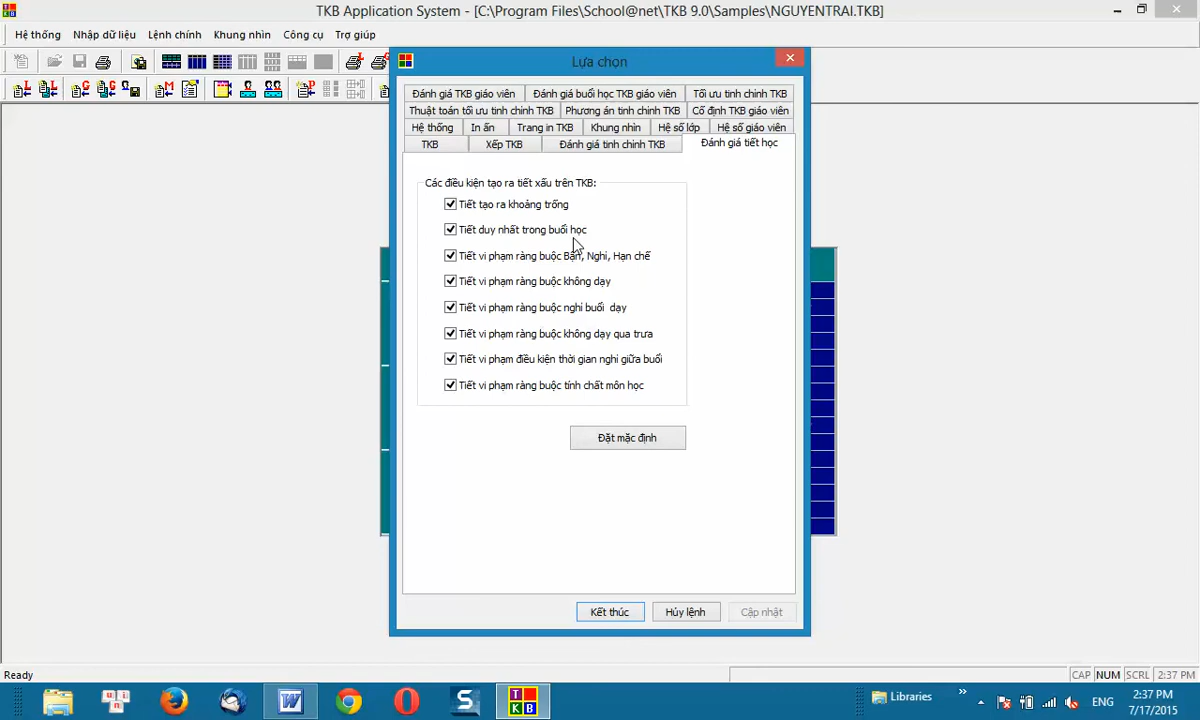 TKB Application System - [C:\Program Files\School@net\TKB 9.0\Samples\NGUYENTRAI.TKB]
Hệ thống Nhập dữ liệu Lệnh chính Khung nhìn Công cụ Trợ giúp
Lựa chọn
Đánh giá TKB giáo viên Đánh giá buổi học TKB giáo viên Tối ưu tinh chỉnh TKB
Thuật toán tối ưu tinh chỉnh TKB Phương án tinh chỉnh TKB Cố định TKB giáo viên
Hệ thống In ấn Trang in TKB Khung nhìn Hệ số lớp Hệ số giáo viên
TKB Xếp TKB Đánh giá tinh chỉnh TKB Đánh giá tiết học
Các điều kiện tạo ra tiết xấu trên TKB:
Tiết tạo ra khoảng trống
Tiết duy nhất trong buổi học
Tiết vi phạm ràng buộc Bận, Nghỉ, Hạn chế
Tiết vi phạm ràng buộc không dạy
Tiết vi phạm ràng buộc nghỉ buổi dạy
Tiết vi phạm ràng buộc không dạy qua trưa
Tiết vi phạm điều kiện thời gian nghỉ giữa buổi
Tiết vi phạm ràng buộc tính chất môn học
Đặt mặc định
Kết thúc Hủy lệnh Cập nhật
Ready CAP NUM SCRL 2:37 PM
T K B Libraries ENG 2:37 PM
7/17/2015